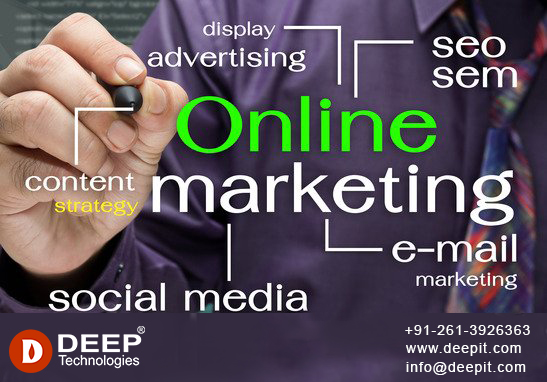 display
advertising
seo
sem
Online
marketing
content
strategy
e-mail
marketing
social media
D DEEP®
Technologies
+91-261-3926363
www.deepit.com
info@deepit.com